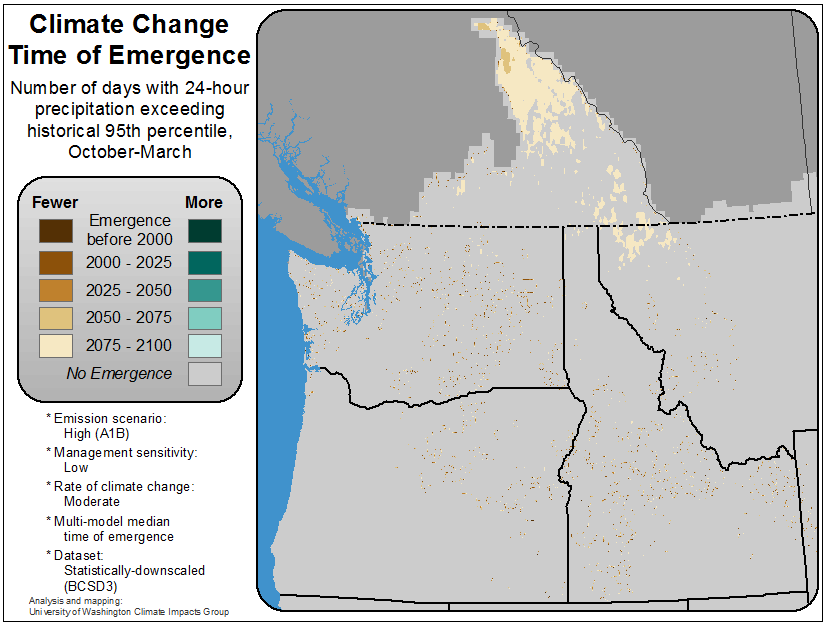 Climate Change
Time of Emergence
Number of days with 24-hour
precipitation exceeding
historical 95th percentile,
October-March
Fewer More
Emergence
before 2000
2000 - 2025
2025 - 2050
2050 - 2075
2075 - 2100
No Emergence
* Emission scenario:
High (A1B)
* Management sensitivity:
Low
* Rate of climate change:
Moderate
* Multi-model median
time of emergence
* Dataset:
Statistically-downscaled
(BCSD3)
Analysis and mapping:
University of Washington Climate Impacts Group